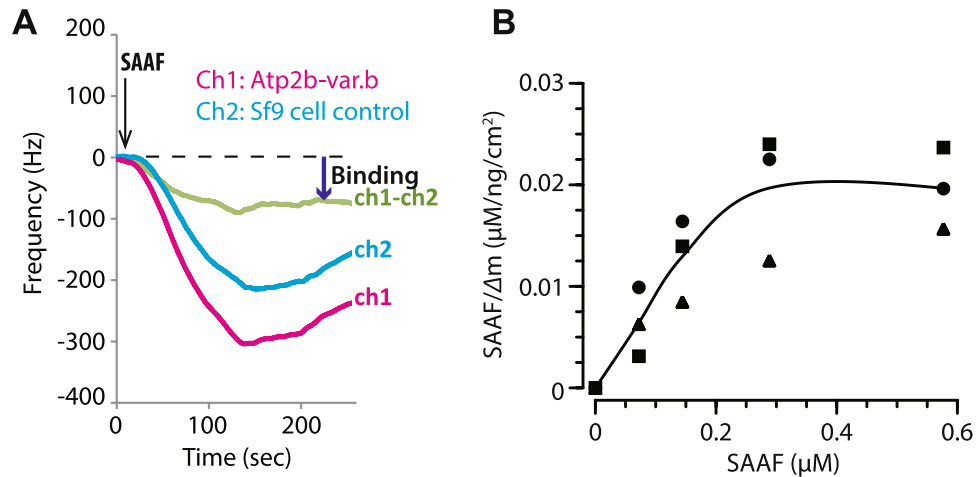 A
200
100
0
-100
-200
-300
-400
Frequency (Hz)
SAAF
Ch1: Atp2b-var.b
Ch2: Sf9 cell control
Binding
ch1-ch2
ch2
ch1
0
100
200
Time (sec)
B
0.03
0.02
0.01
0
SAAF/Δm (μM/ng/cm²)
0
0.2
0.4
0.6
SAAF (μM)